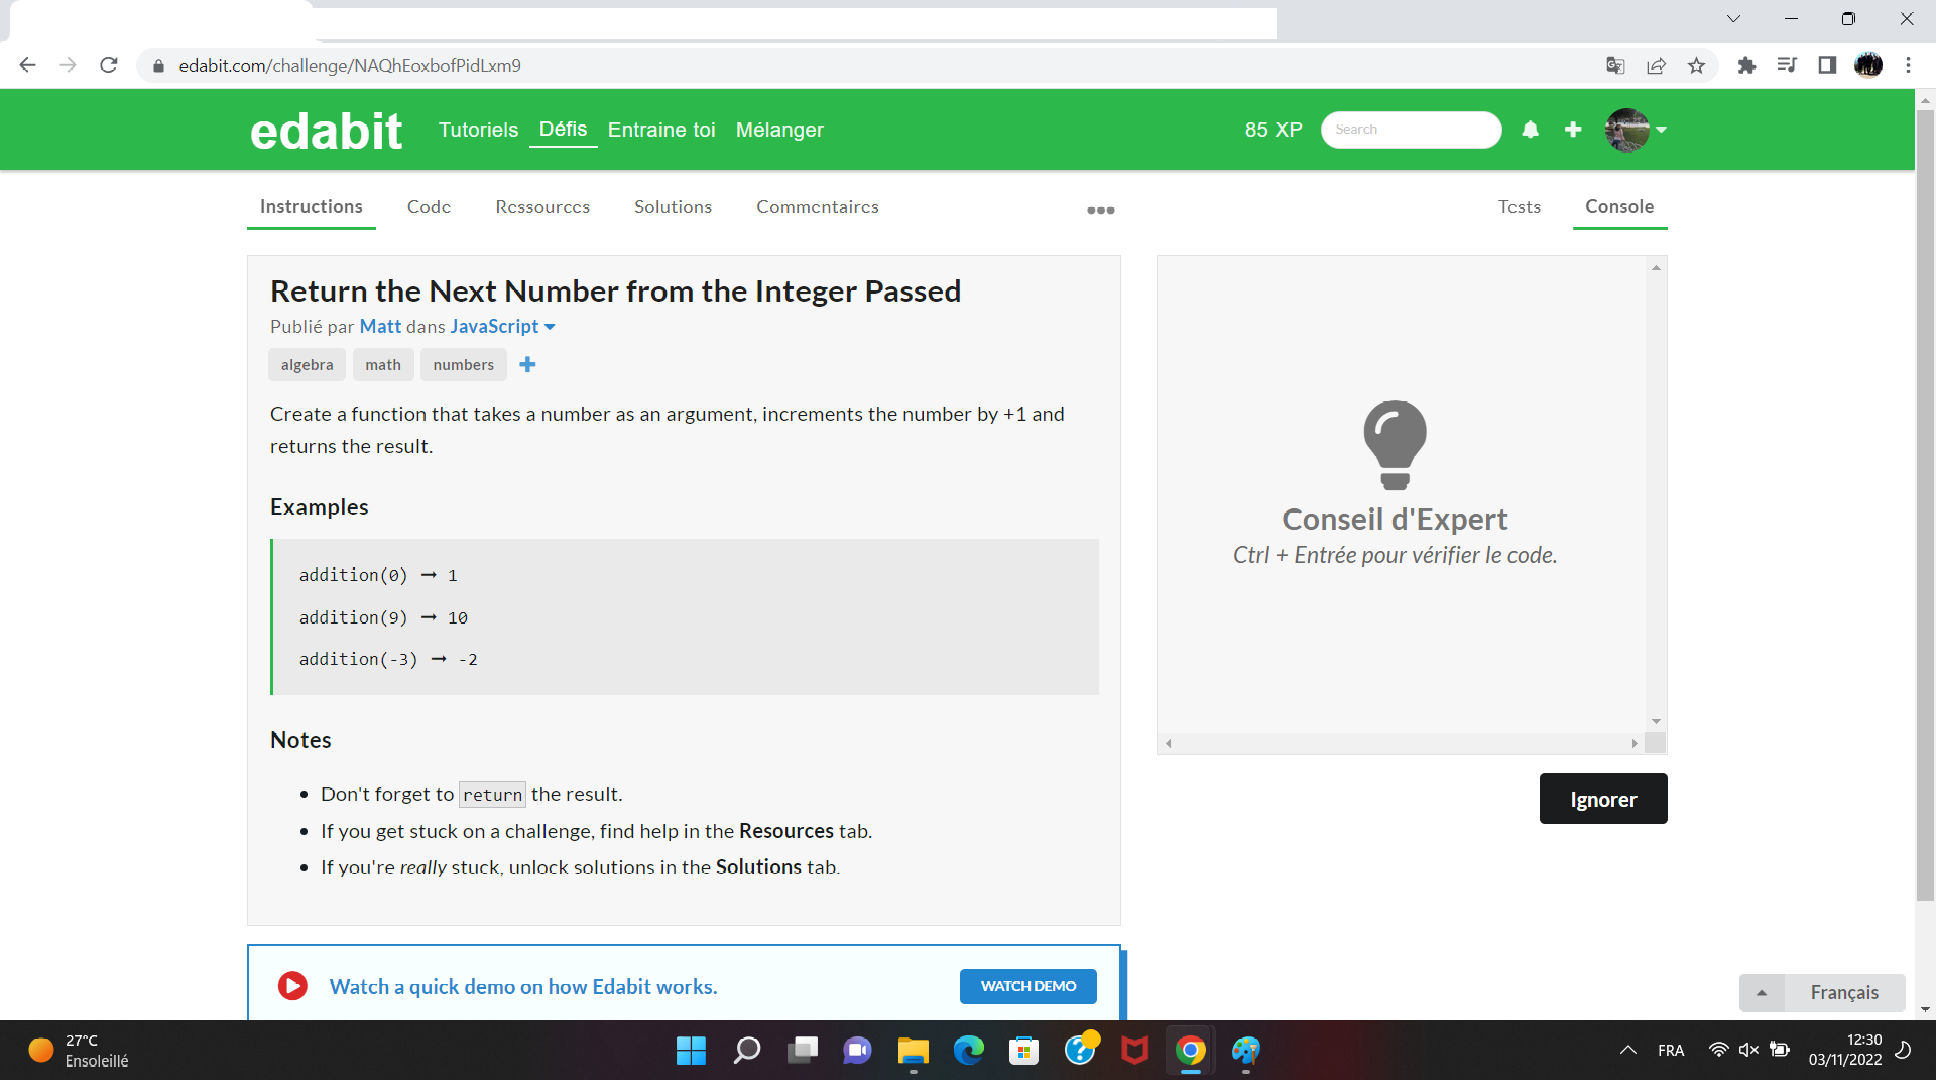 edabit.com/challenge/NAQhEoxbofPidLxm9
edabit
Tutoriels
Défis
Entraine toi
Mélanger
85 XP
Search
Instructions
Code
Ressources
Solutions
Commentaires
Tests
Console
Return the Next Number from the Integer Passed
Publié par Matt dans JavaScript
algebra
math
numbers
Create a function that takes a number as an argument, increments the number by +1 and
returns the result.
Examples
addition(0) ➞ 1
addition(9) ➞ 10
addition(-3) ➞ -2
Notes
• Don't forget to return the result.
• If you get stuck on a challenge, find help in the Resources tab.
• If you're really stuck, unlock solutions in the Solutions tab.
Conseil d'Expert
Ctrl + Entrée pour vérifier le code.
Ignorer
Watch a quick demo on how Edabit works.
WATCH DEMO
Français
27°C
Ensoleillé
FRA
12:30
03/11/2022